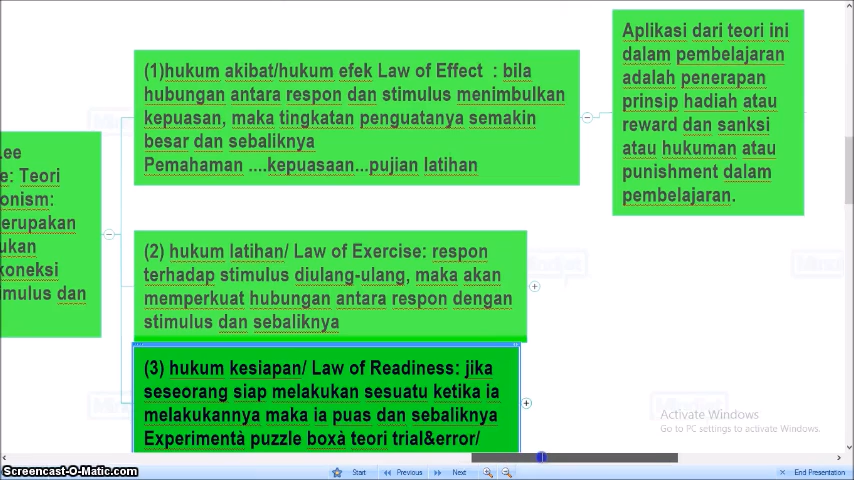 Aplikasi dari teori ini
dalam pembelajaran
adalah penerapan
prinsip hadiah atau
reward dan sanksi
atau hukuman atau
punishment dalam
pembelajaran.
(1)hukum akibat/hukum efek Law of Effect : bila
hubungan antara respon dan stimulus menimbulkan
kepuasan, maka tingkatan penguatanya semakin
besar dan sebaliknya
Pemahaman ....kepuasaan...pujian latihan
Lee
e: Teori
onism:
erupakan
ukan
koneksi
imulus dan
(2) hukum latihan/ Law of Exercise: respon
terhadap stimulus diulang-ulang, maka akan
memperkuat hubungan antara respon dengan
stimulus dan sebaliknya
(3) hukum kesiapan/ Law of Readiness: jika
seseorang siap melakukan sesuatu ketika ia
melakukannya maka ia puas dan sebaliknya
Experimentà puzzle boxà teori trial&error/
Activate Windows
Go to PC settings to activate Windows.
Screencast-O-Matic.com
Start Previous Next End Presentation